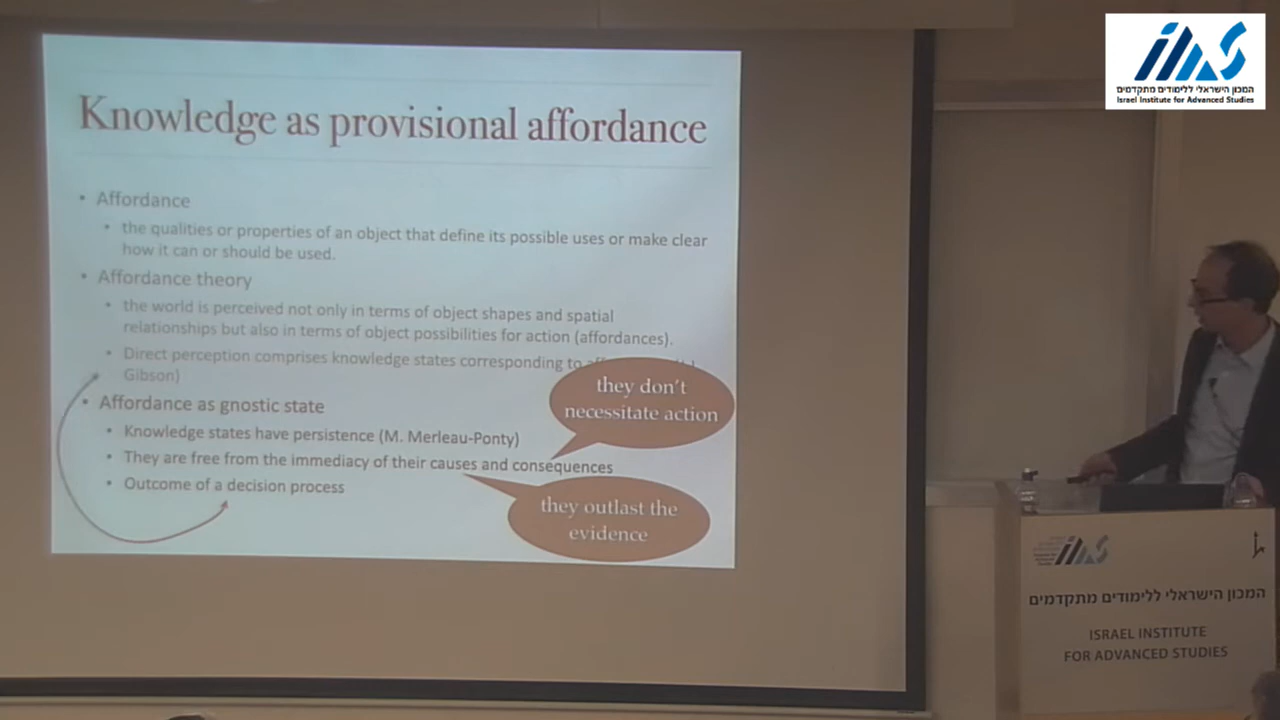 המכון הישראלי ללימודים מתקדמים
Israel Institute for Advanced Studies
Knowledge as provisional affordance
• Affordance
• the qualities or properties of an object that define its possible uses or make clear
how it can or should be used.
• Affordance theory
• the world is perceived not only in terms of object shapes and spatial
relationships but also in terms of object possibilities for action (affordances).
• Direct perception comprises knowledge states corresponding to
Gibson)
they don't
necessitate action
• Affordance as gnostic state
• Knowledge states have persistence (M. Merleau-Ponty)
• They are free from the immediacy of their causes and consequences
• Outcome of a decision process
they outlast the
evidence
המכון הישראלי ללימודים מתקדמים
ISRAEL INSTITUTE
FOR ADVANCED STUDIES